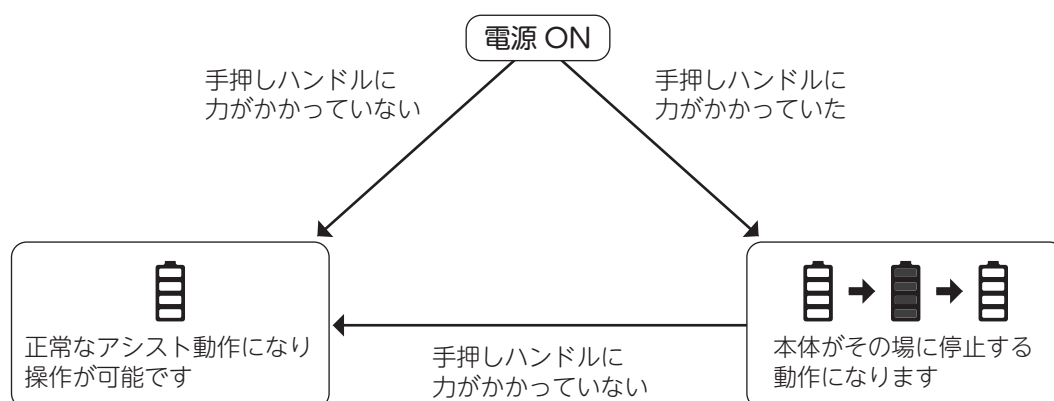 電源 ON
手押しハンドルに
力がかかっていない
手押しハンドルに
力がかかっていた
正常なアシスト動作になり
操作が可能です
手押しハンドルに
力がかかっていない
本体がその場に停止する
動作になります